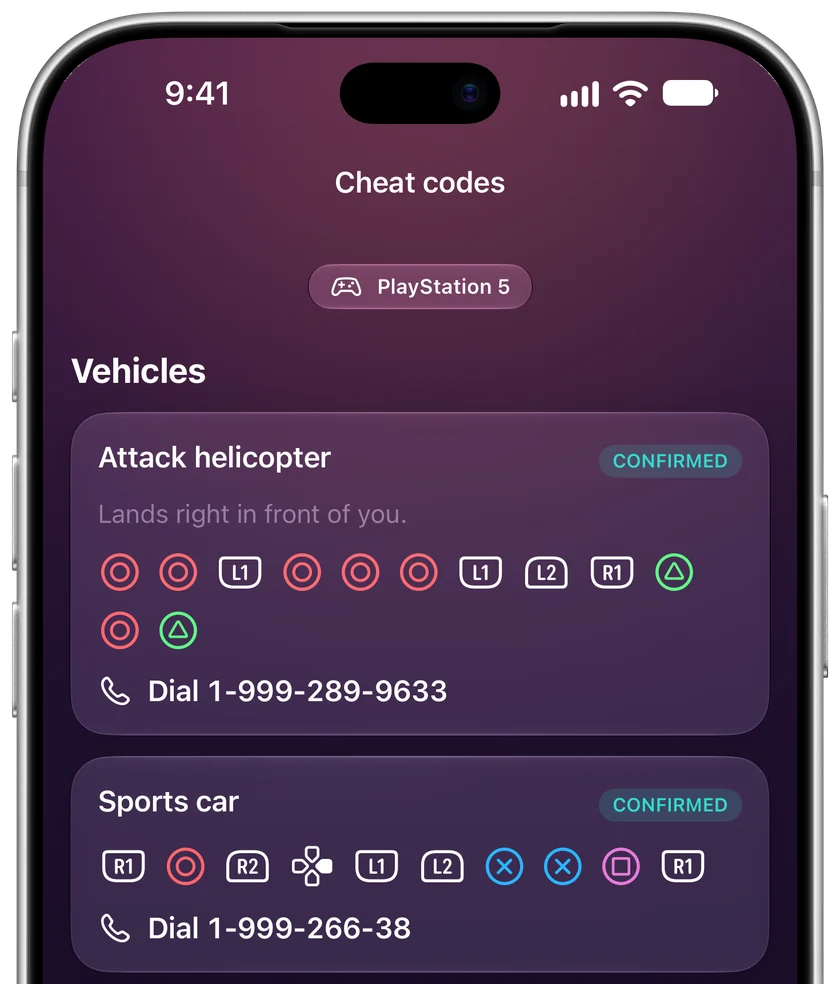 9:41
Cheat codes
PlayStation 5
Vehicles
Attack helicopter
CONFIRMED
Lands right in front of you.
L1 L1 L2 R1
Dial 1-999-289-9633
Sports car
CONFIRMED
R1 R2 L1 L2 R1
Dial 1-999-266-38